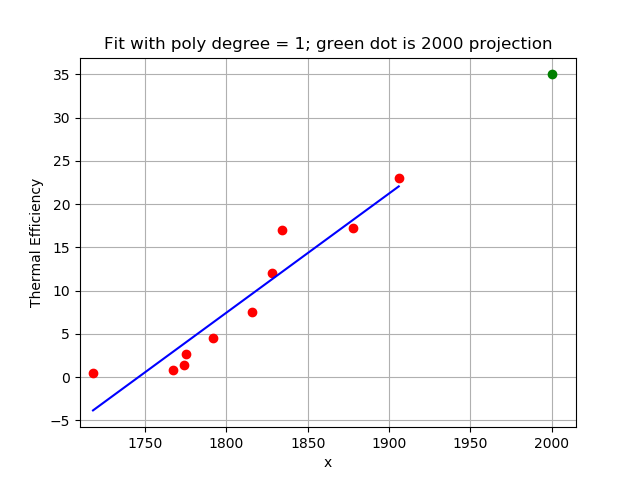 Fit with poly degree = 1; green dot is 2000 projection
35
30
25
20
15
10
5
0
−5
Thermal Efficiency
1750 1800 1850 1900 1950 2000
x